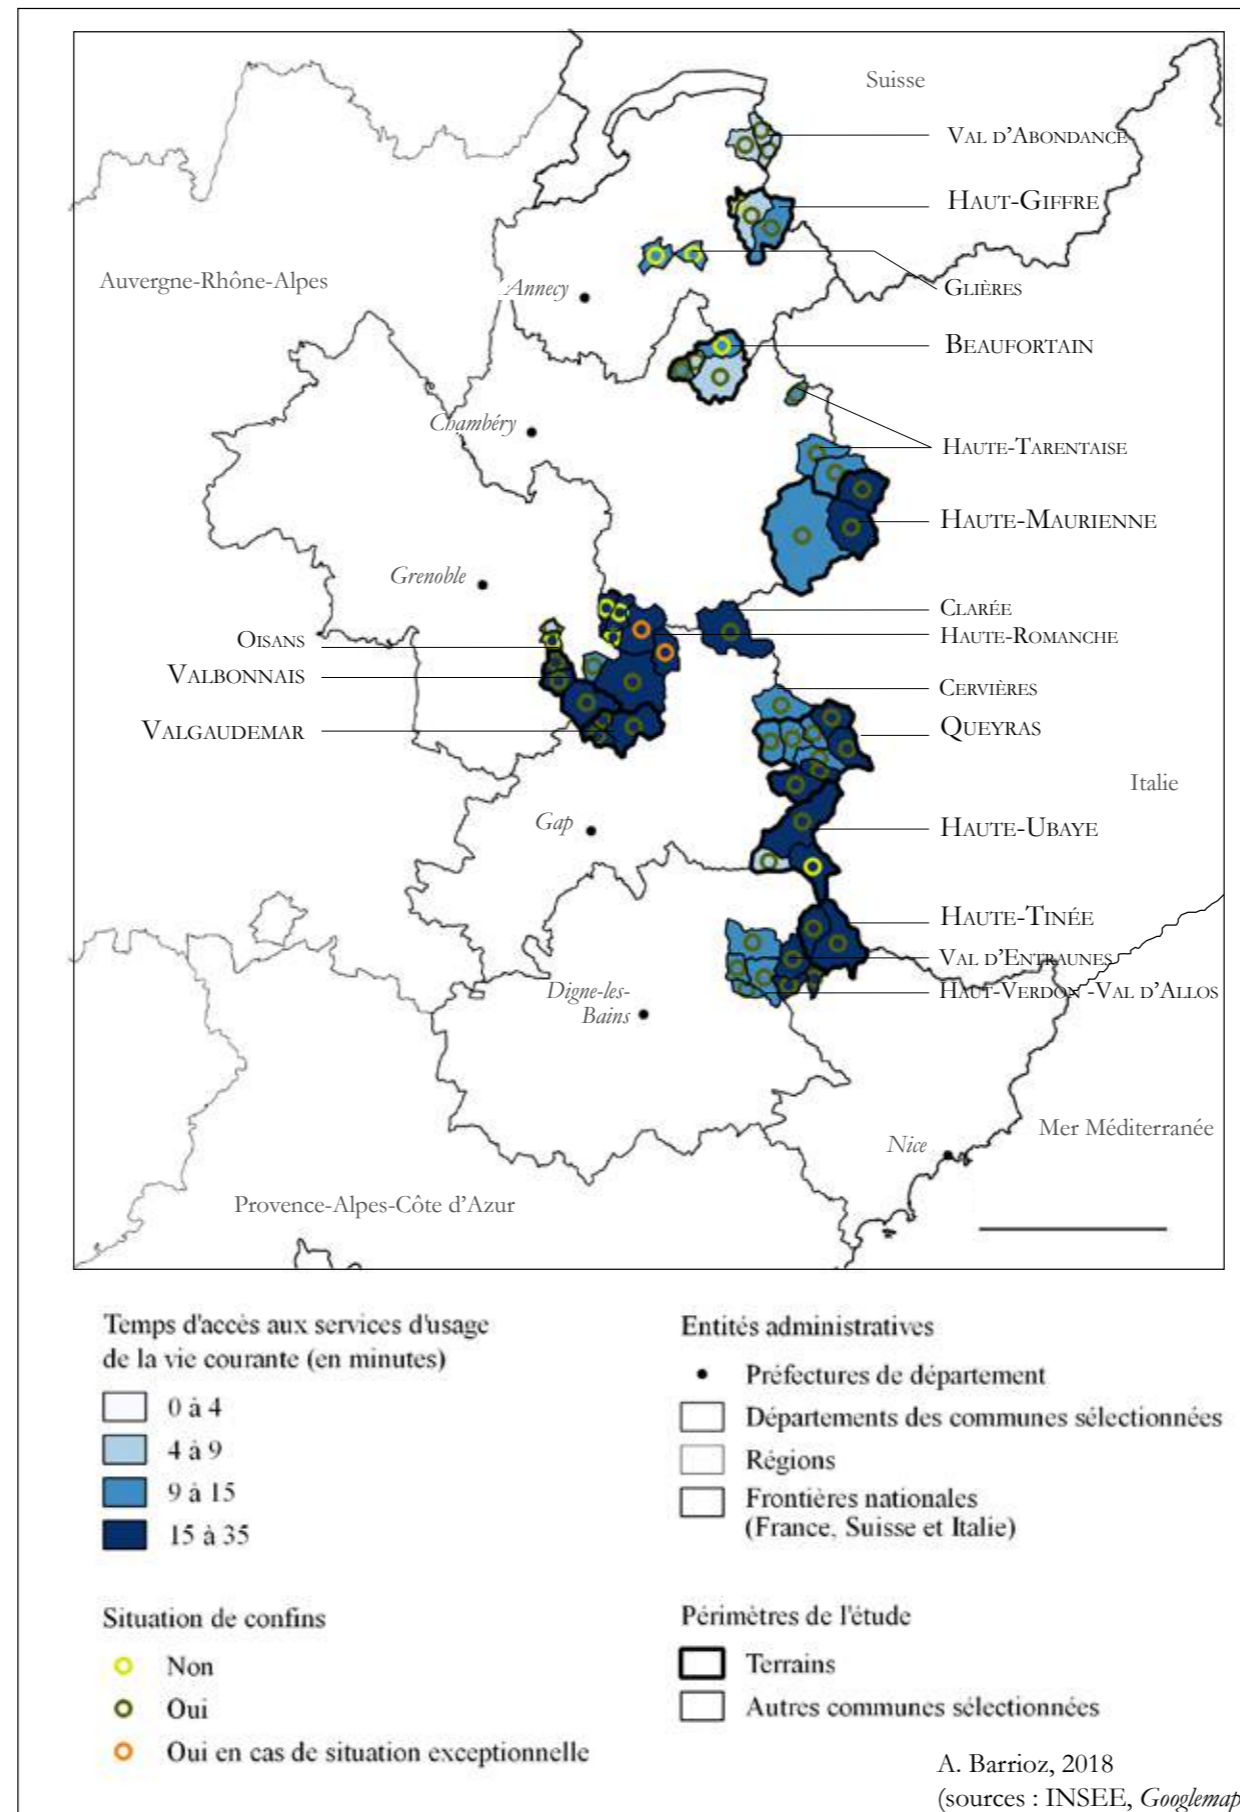 Suisse
VAL D'ABONDANCE
HAUT-GIFFRE
Auvergne-Rhône-Alpes
Annecy
GLIÈRES
BEAUFORTAIN
Chambéry
HAUTE-TARENTAISE
HAUTE-MAURIENNE
Grenoble
CLARÉE
OISANS
HAUTE-ROMANCHE
VALBONNAIS
CERVIÈRES
VALGAUDEMAR
QUEYRAS
Italie
Gap
HAUTE-UBAYE
HAUTE-TINÉE
VAL D'ENTRAUNES
Digne-les-
Bains
HAUT-VERDON -VAL D'ALLOS
Nice
Mer Méditerranée
Provence-Alpes-Côte d'Azur
Temps d'accès aux services d'usage
de la vie courante (en minutes)
0 à 4
4 à 9
9 à 15
15 à 35
Situation de confins
Non
Oui
Oui en cas de situation exceptionnelle
Entités administratives
Préfectures de département
Départements des communes sélectionnées
Régions
Frontières nationales
(France, Suisse et Italie)
Périmètres de l'étude
Terrains
Autres communes sélectionnées
A. Barrioz, 2018
(sources : INSEE, Googlemap